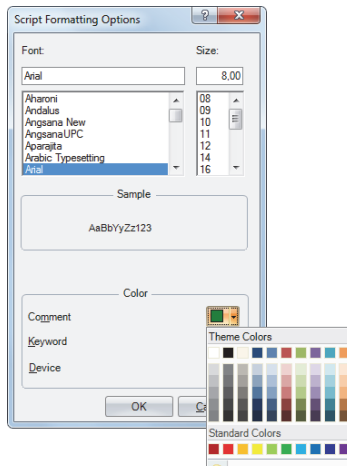 Script Formatting Options
Font: Size:
Arial 8,00
Aharoni 08
Andalus 09
Angsana New 10
AngsanaUPC 11
Aparajita 12
Arabic Typesetting 14
Arial 16
Sample
AaBbYyZz123
Color
Comment
Keyword
Theme Colors
Device
OK
Standard Colors